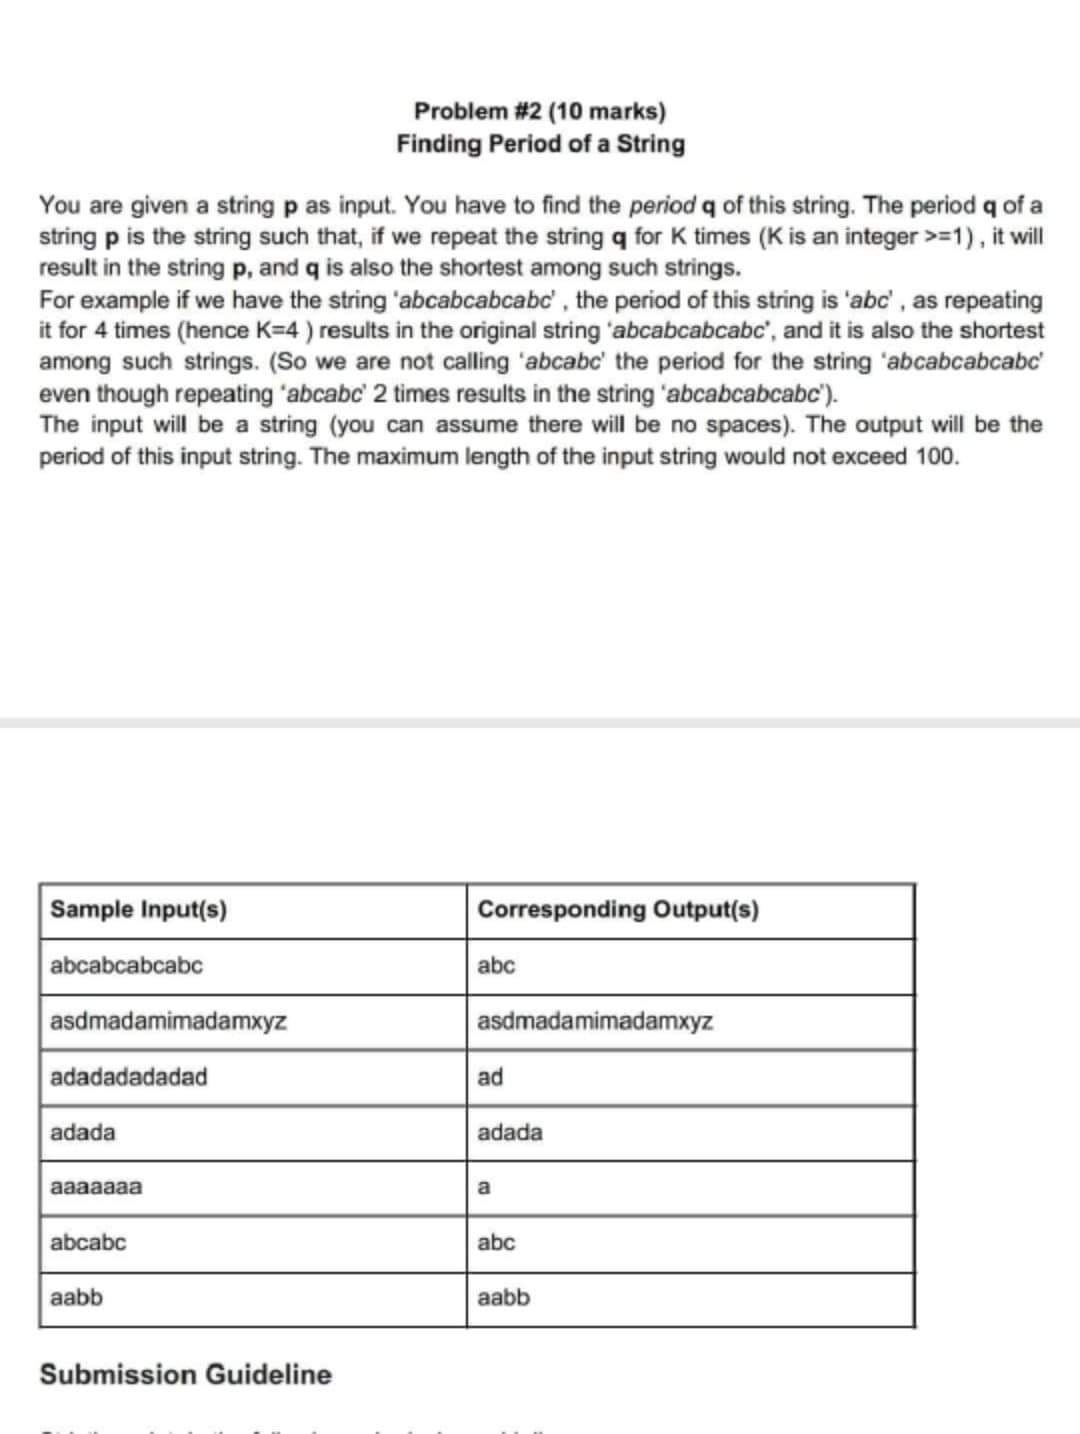 Problem #2 (10 marks)
Finding Period of a String
You are given a string p as input. You have to find the period q of this string. The period q of a
string p is the string such that, if we repeat the string q for K times (K is an integer >=1) , it will
result in the string p, and q is also the shortest among such strings.
For example if we have the string 'abcabcabcabc' , the period of this string is 'abc' , as repeating
it for 4 times (hence K=4 ) results in the original string 'abcabcabcabc', and it is also the shortest
among such strings. (So we are not calling 'abcabc' the period for the string 'abcabcabcabc'
even though repeating 'abcabc' 2 times results in the string 'abcabcabcabc').
The input will be a string (you can assume there will be no spaces). The output will be the
period of this input string. The maximum length of the input string would not exceed 100.
Sample Input(s) Corresponding Output(s)
abcabcabcabc abc
asdmadamimadamxyz asdmadamimadamxyz
adadadadadad ad
adada adada
aaaaaaa a
abcabc abc
aabb aabb
Submission Guideline